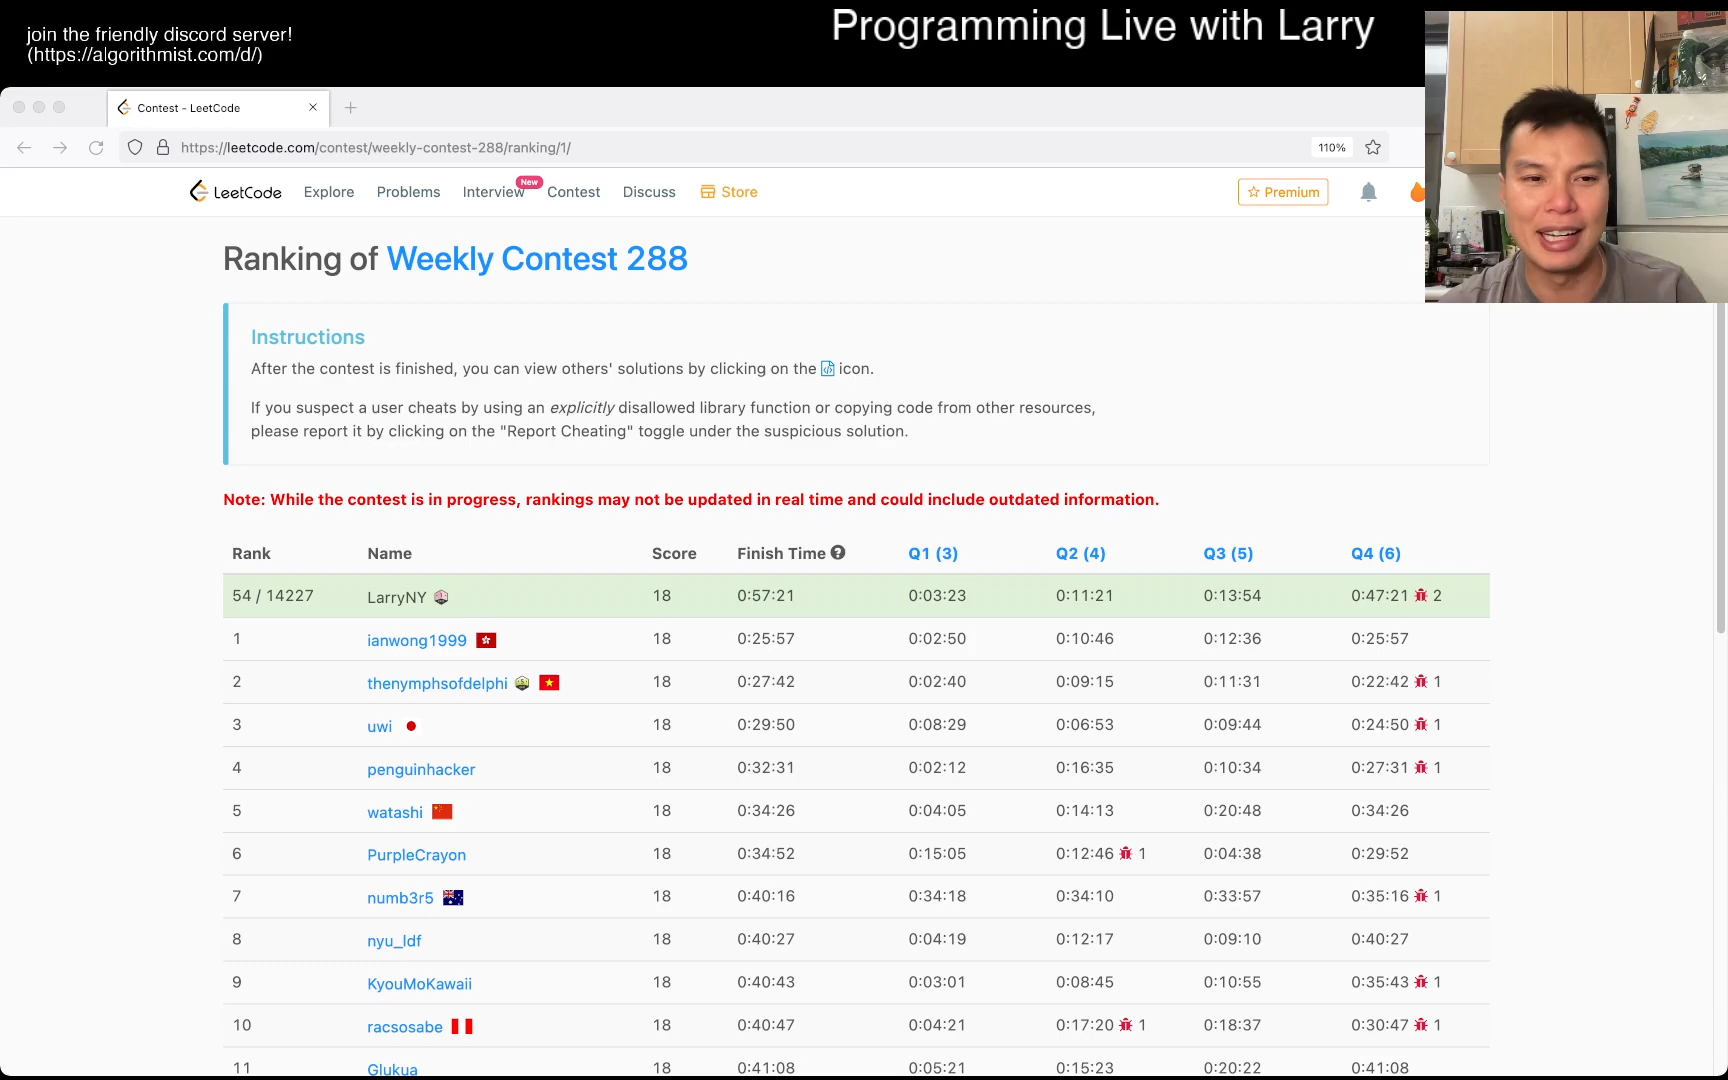 join the friendly discord server!
(https://algorithmist.com/d/)
Programming Live with Larry
Contest - LeetCode
https://leetcode.com/contest/weekly-contest-288/ranking/1/
110%
LeetCode Explore Problems Interview New Contest Discuss Store Premium
Ranking of Weekly Contest 288
Instructions
After the contest is finished, you can view others' solutions by clicking on the icon.
If you suspect a user cheats by using an explicitly disallowed library function or copying code from other resources,
please report it by clicking on the "Report Cheating" toggle under the suspicious solution.
Note: While the contest is in progress, rankings may not be updated in real time and could include outdated information.
Rank Name Score Finish Time Q1 (3) Q2 (4) Q3 (5) Q4 (6)
54 / 14227 LarryNY 18 0:57:21 0:03:23 0:11:21 0:13:54 0:47:21 2
1 ianwong1999 18 0:25:57 0:02:50 0:10:46 0:12:36 0:25:57
2 thenymphsofdelphi 18 0:27:42 0:02:40 0:09:15 0:11:31 0:22:42 1
3 uwi 18 0:29:50 0:08:29 0:06:53 0:09:44 0:24:50 1
4 penguinhacker 18 0:32:31 0:02:12 0:16:35 0:10:34 0:27:31 1
5 watashi 18 0:34:26 0:04:05 0:14:13 0:20:48 0:34:26
6 PurpleCrayon 18 0:34:52 0:15:05 0:12:46 1 0:04:38 0:29:52
7 numb3r5 18 0:40:16 0:34:18 0:34:10 0:33:57 0:35:16 1
8 nyu_ldf 18 0:40:27 0:04:19 0:12:17 0:09:10 0:40:27
9 KyouMoKawaii 18 0:40:43 0:03:01 0:08:45 0:10:55 0:35:43 1
10 racsosabe 18 0:40:47 0:04:21 0:17:20 1 0:18:37 0:30:47 1
11 Glukua 18 0:41:08 0:05:21 0:15:23 0:20:22 0:41:08